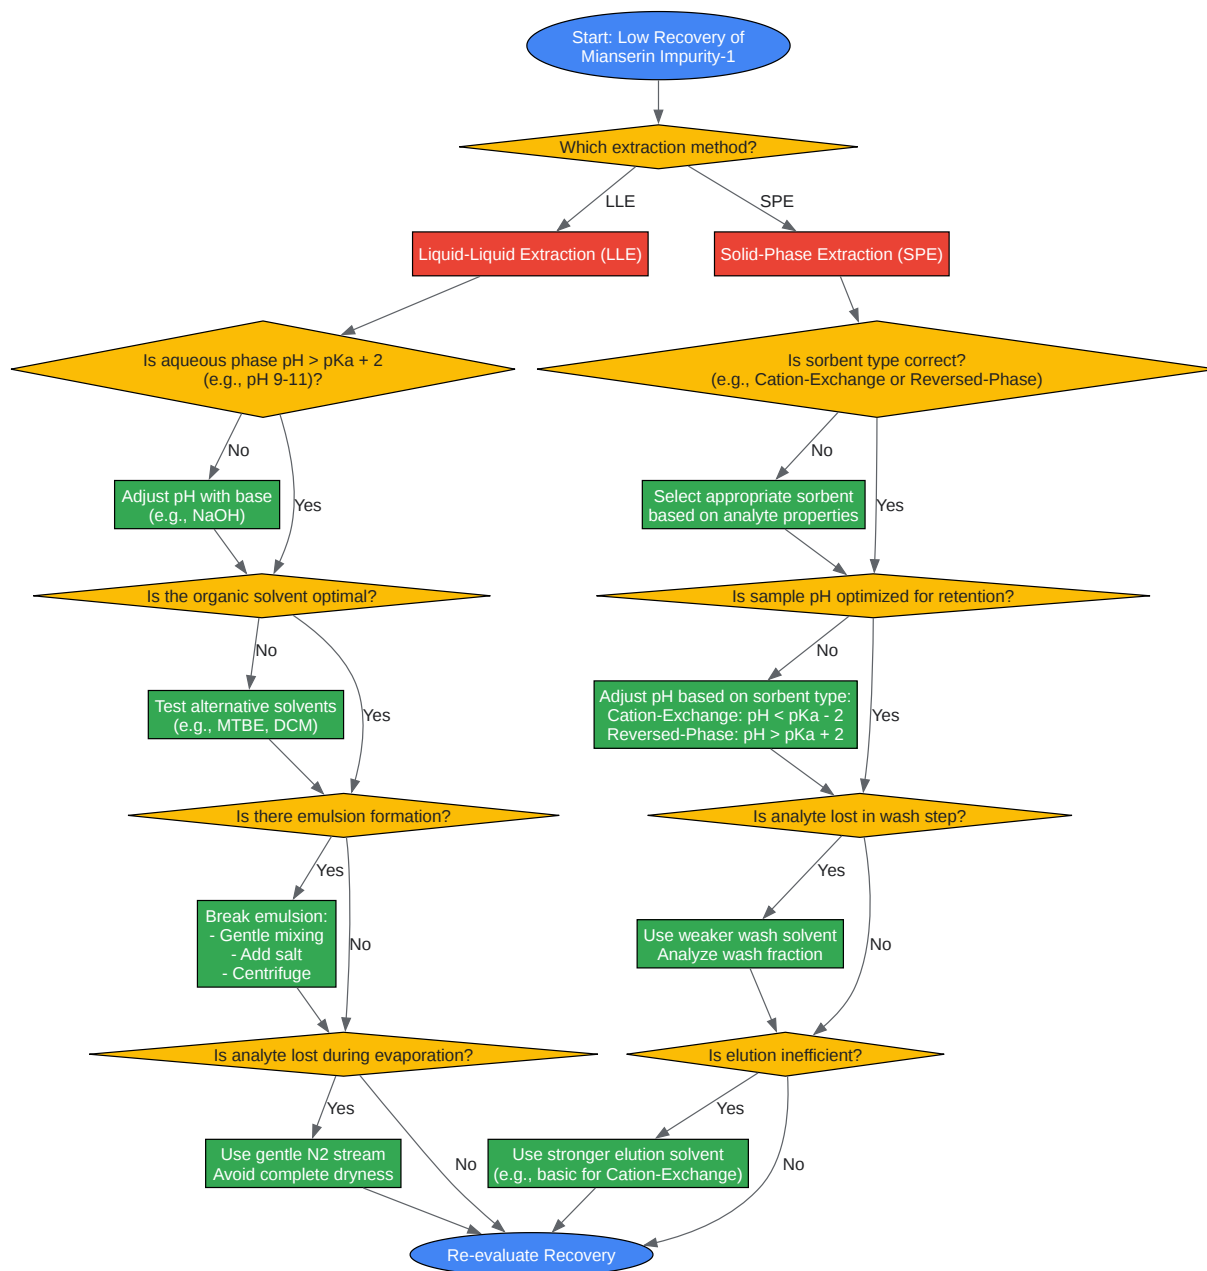 Start: Low Recovery of
Mianserin Impurity-1
Which extraction method?
LLE
SPE
Liquid-Liquid Extraction (LLE)
Solid-Phase Extraction (SPE)
Is aqueous phase pH > pKa + 2
(e.g., pH 9-11)?
Is sorbent type correct?
(e.g., Cation-Exchange or Reversed-Phase)
No
Yes
No
Yes
Adjust pH with base
(e.g., NaOH)
Select appropriate sorbent
based on analyte properties
Is the organic solvent optimal?
Is sample pH optimized for retention?
No
Yes
No
Yes
Test alternative solvents
(e.g., MTBE, DCM)
Adjust pH based on sorbent type:
Cation-Exchange: pH < pKa - 2
Reversed-Phase: pH > pKa + 2
Is there emulsion formation?
Is analyte lost in wash step?
Yes
No
Yes
No
Break emulsion:
- Gentle mixing
- Add salt
- Centrifuge
Use weaker wash solvent
Analyze wash fraction
Is analyte lost during evaporation?
Is elution inefficient?
Yes
No
Yes
No
Use gentle N2 stream
Avoid complete dryness
Use stronger elution solvent
(e.g., basic for Cation-Exchange)
Re-evaluate Recovery